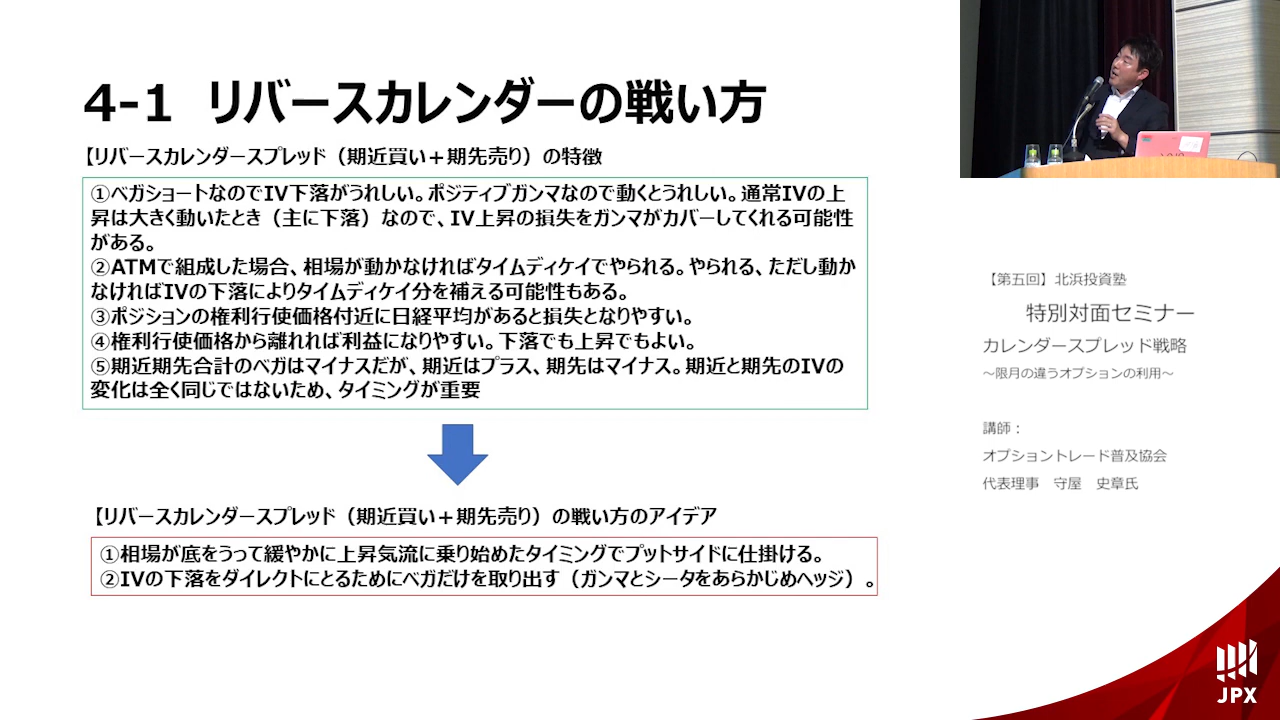 4-1 リバースカレンダーの戦い方
【リバースカレンダースプレッド（期近買い＋期先売り）の特徴
①ベガショートなのでIV下落がうれしい。ポジティブガンマなので動くとうれしい。通常IVの上
昇は大きく動いたとき（主に下落）なので、IV上昇の損失をガンマがカバーしてくれる可能性
がある。
②ATMで組成した場合、相場が動かなければタイムディケイでやられる。やられる、ただし動か
なければIVの下落によりタイムディケイ分を補える可能性もある。
③ポジションの権利行使価格付近に日経平均があると損失となりやすい。
④権利行使価格から離れれば利益になりやすい。下落でも上昇でもよい。
⑤期近期先合計のベガはマイナスだが、期近はプラス、期先はマイナス。期近と期先のIVの
変化は全く同じではないため、タイミングが重要
【リバースカレンダースプレッド（期近買い＋期先売り）の戦い方のアイデア
①相場が底をうって緩やかに上昇気流に乗り始めたタイミングでプットサイドに仕掛ける。
②IVの下落をダイレクトにとるためにベガだけを取り出す（ガンマとシータをあらかじめヘッジ）。
【第五回】北浜投資塾
特別対面セミナー
カレンダースプレッド戦略
～限月の違うオプションの利用～
講師：
オプショントレード普及協会
代表理事 守屋 史章氏
JPX